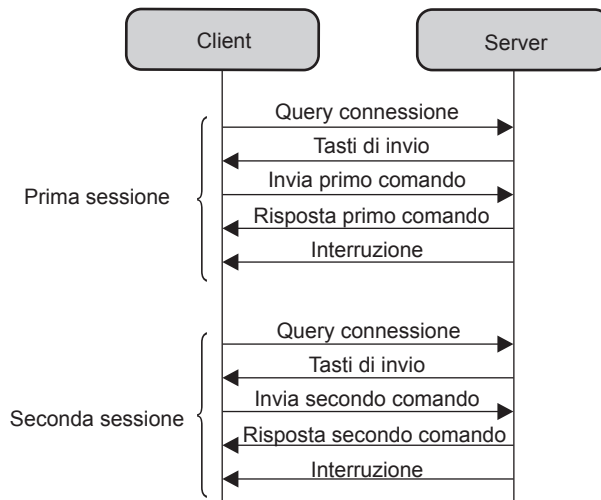 Client
Server
Query connessione
Tasti di invio
Invia primo comando
Prima sessione
Risposta primo comando
Interruzione
Query connessione
Tasti di invio
Invia secondo comando
Seconda sessione
Risposta secondo comando
Interruzione